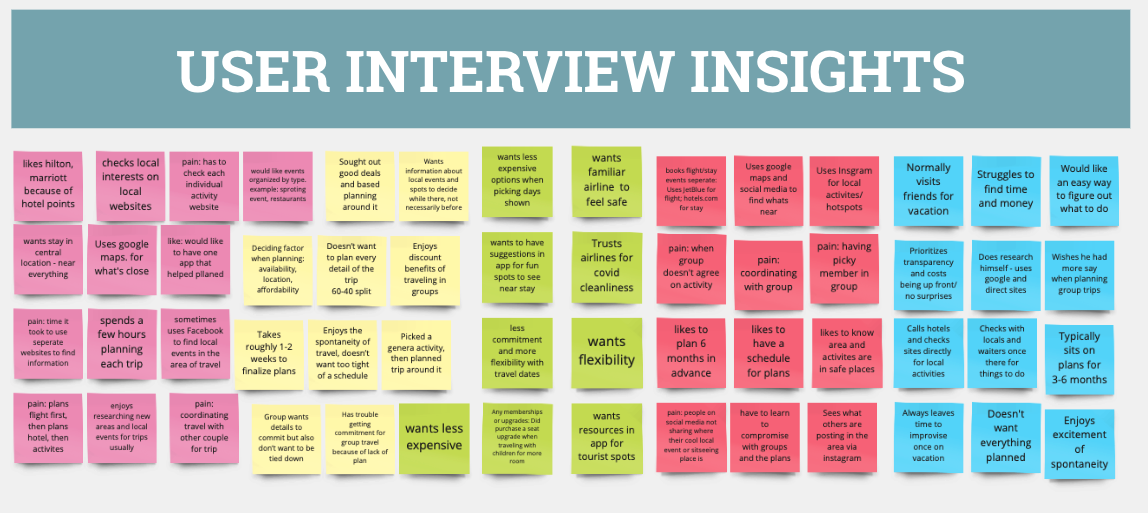 USER INTERVIEW INSIGHTS
likes hilton,
marriott
because of
hotel points
checks local
interests on
local
websites
pain: has to
check each
individual
activity
website
would like events
organized by type.
example: sproting
event, restaurants
Sought out
good deals
and based
planning
around it
Wants
information about
local events and
spots to decide
while there, not
necessarily before
wants less
expensive
options when
picking days
shown
wants
familiar
airline to
feel safe
books flight/stay
events seperate:
Uses JetBlue for
flight; hotels.com
for stay
Uses google
maps and
social media to
find whats
near
Uses Insgram
for local
activites/
hotspots
Normally
visits
friends for
vacation
Struggles to
find time
and money
Would like
an easy way
to figure out
what to do
wants stay in
central
location - near
everything
Uses google
maps. for
what's close
like: would like
to have one
app that
helped pllaned
Deciding factor
when planning:
availability,
location,
affordability
Doesn't want
to plan every
detail of the
trip
60-40 split
Enjoys
discount
benefits of
traveling in
groups
wants to have
suggestions in
app for fun
spots to see
near stay
Trusts
airlines for
covid
cleanliness
pain: when
group
doesn't agree
on activity
pain:
coordinating
with group
pain: having
picky
member in
group
Prioritizes
transparency
and costs
being up front/
no surprises
Does research
himself - uses
google and
direct sites
Wishes he had
more say
when planning
group trips
pain: time it
took to use
seperate
websites to find
information
spends a
few hours
planning
each trip
sometimes
uses Facebook
to find local
events in the
area of travel
Takes
roughly 1-2
weeks to
finalize plans
Enjoys the
spontaneity of
travel, doesn't
want too tight
of a schedule
Picked a
genera activity,
then planned
trip around it
less
commitment
and more
flexibility with
travel dates
wants
flexibility
likes to
plan 6
months in
advance
likes to
have a
schedule
for plans
likes to know
area and
activites are
in safe places
Calls hotels
and checks
sites directly
for local
activities
Checks with
locals and
waiters once
there for
things to do
Typically
sits on
plans for
3-6 months
pain: plans
flight first,
then plans
hotel, then
activites
enjoys
researching new
areas and local
events for trips
usually
pain:
coordinating
travel with
other couple
for trip
Group wants
details to
commit but also
don't want to be
tied down
Has trouble
getting
commitment for
group travel
because of lack of
plan
wants less
expensive
Any memberships
or upgrades: Did
purchase a seat
upgrade when
traveling with
children for more
room
wants
resources in
app for
tourist spots
pain: people on
social media not
sharing where
their cool local
event or sitseeing
place is
have to learn
to
compromise
with groups
and the plans
Sees what
others are
posting in the
area via
instagram
Always leaves
time to
improvise
once on
vacation
Doesn't
want
everything
planned
Enjoys
excitement
of
spontaneity